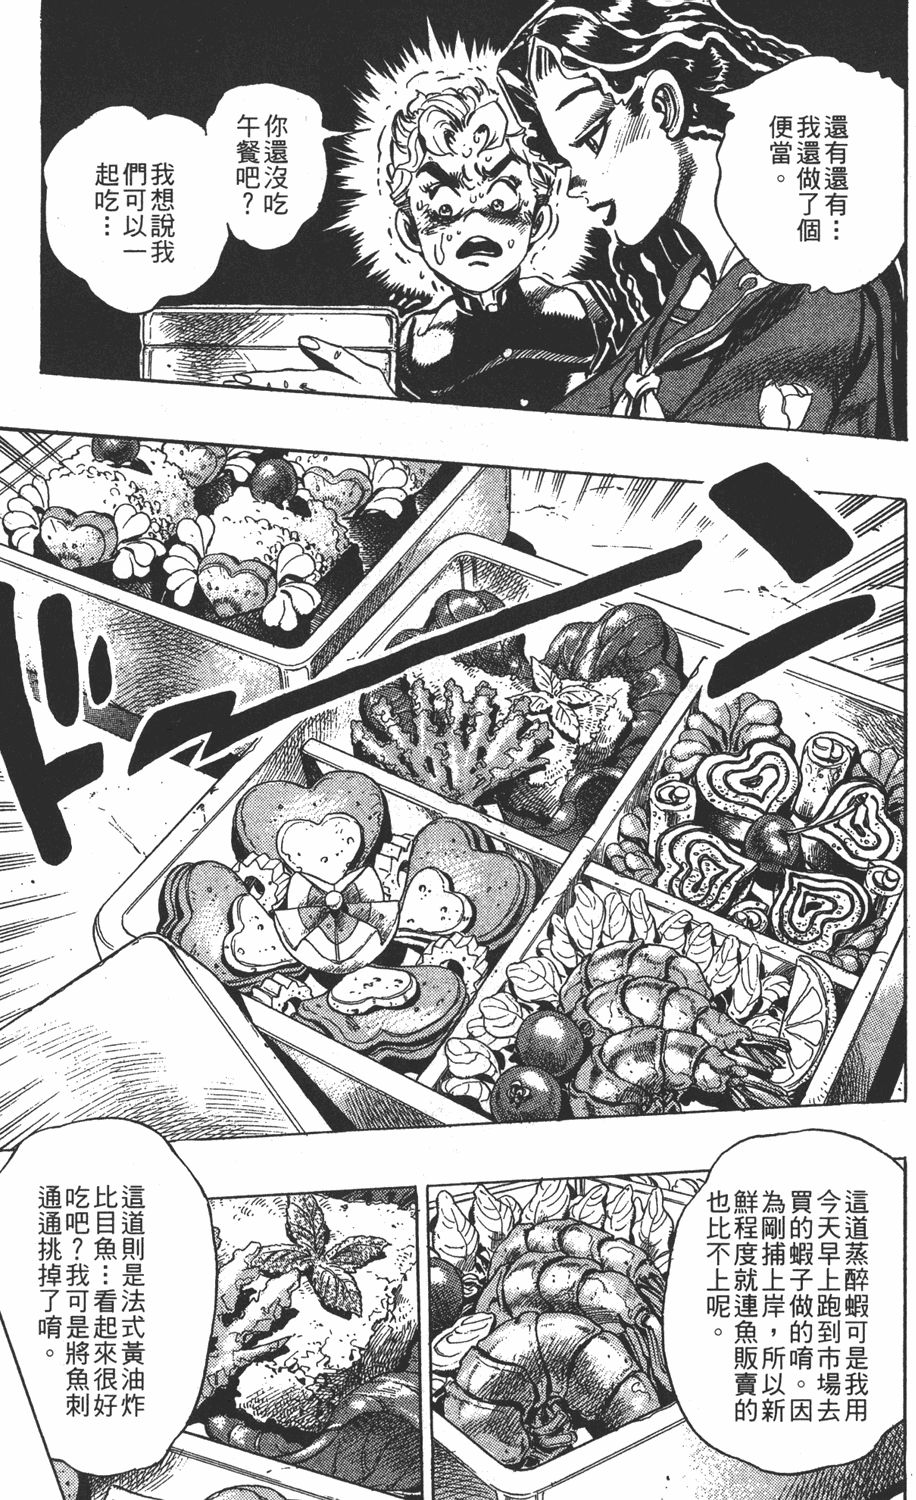 還有還有…
我還做了個
便當。
你還沒吃
午餐吧？
我想說我
們可以一
起吃…
ドーン
這道蒸醉蝦可是我用
今天早上跑到市場去
買的蝦子做的唷。因
為剛捕上岸，所以新
鮮程度就連魚販賣的
也比不上呢。
這道則是法式黃油炸
比目魚…看起來很好
吃吧？我可是將魚刺
通通挑掉了唷。